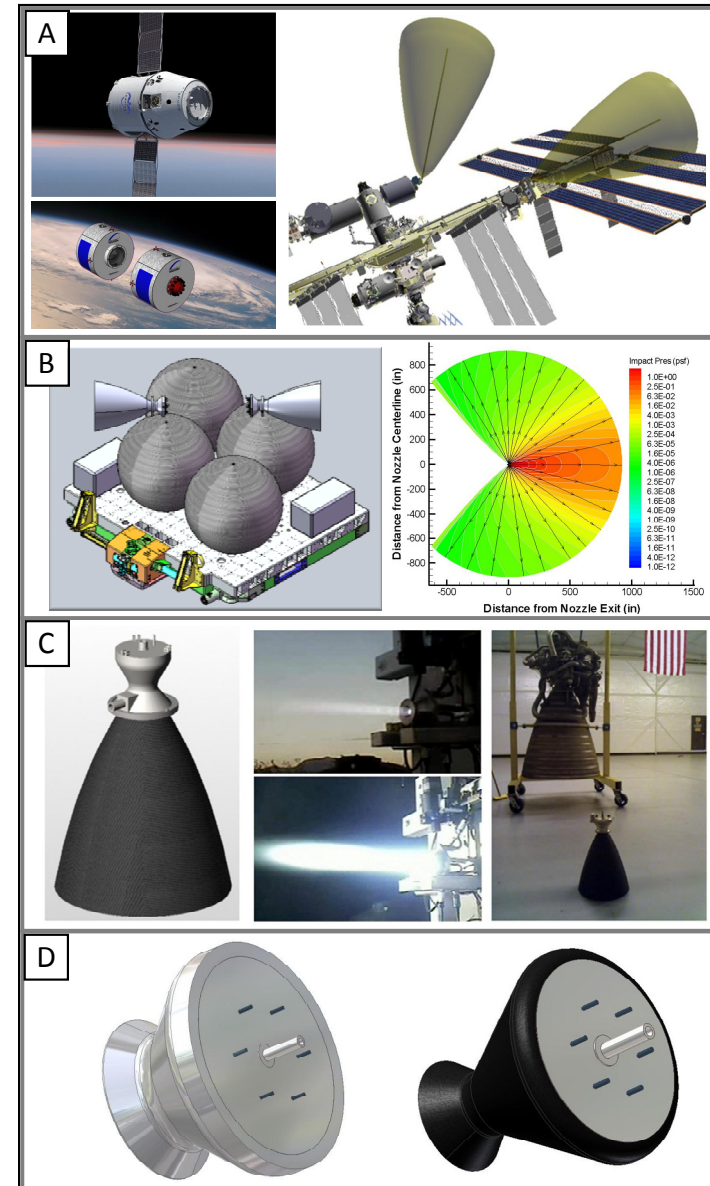 A
B
Impact Pres (psf)
1.0E+00
2.5E-01
6.3E-02
1.6E-02
4.0E-03
2.5E-04
6.3E-05
1.6E-05
4.0E-06
1.0E-06
2.5E-07
6.3E-08
1.6E-08
4.0E-09
1.0E-09
2.5E-10
6.3E-11
1.6E-11
4.0E-12
1.0E-12
Distance from Nozzle Centerline (in)
800
600
400
200
0
-200
-400
-600
-800
-500
0
500
1000
1500
Distance from Nozzle Exit (in)
C
D